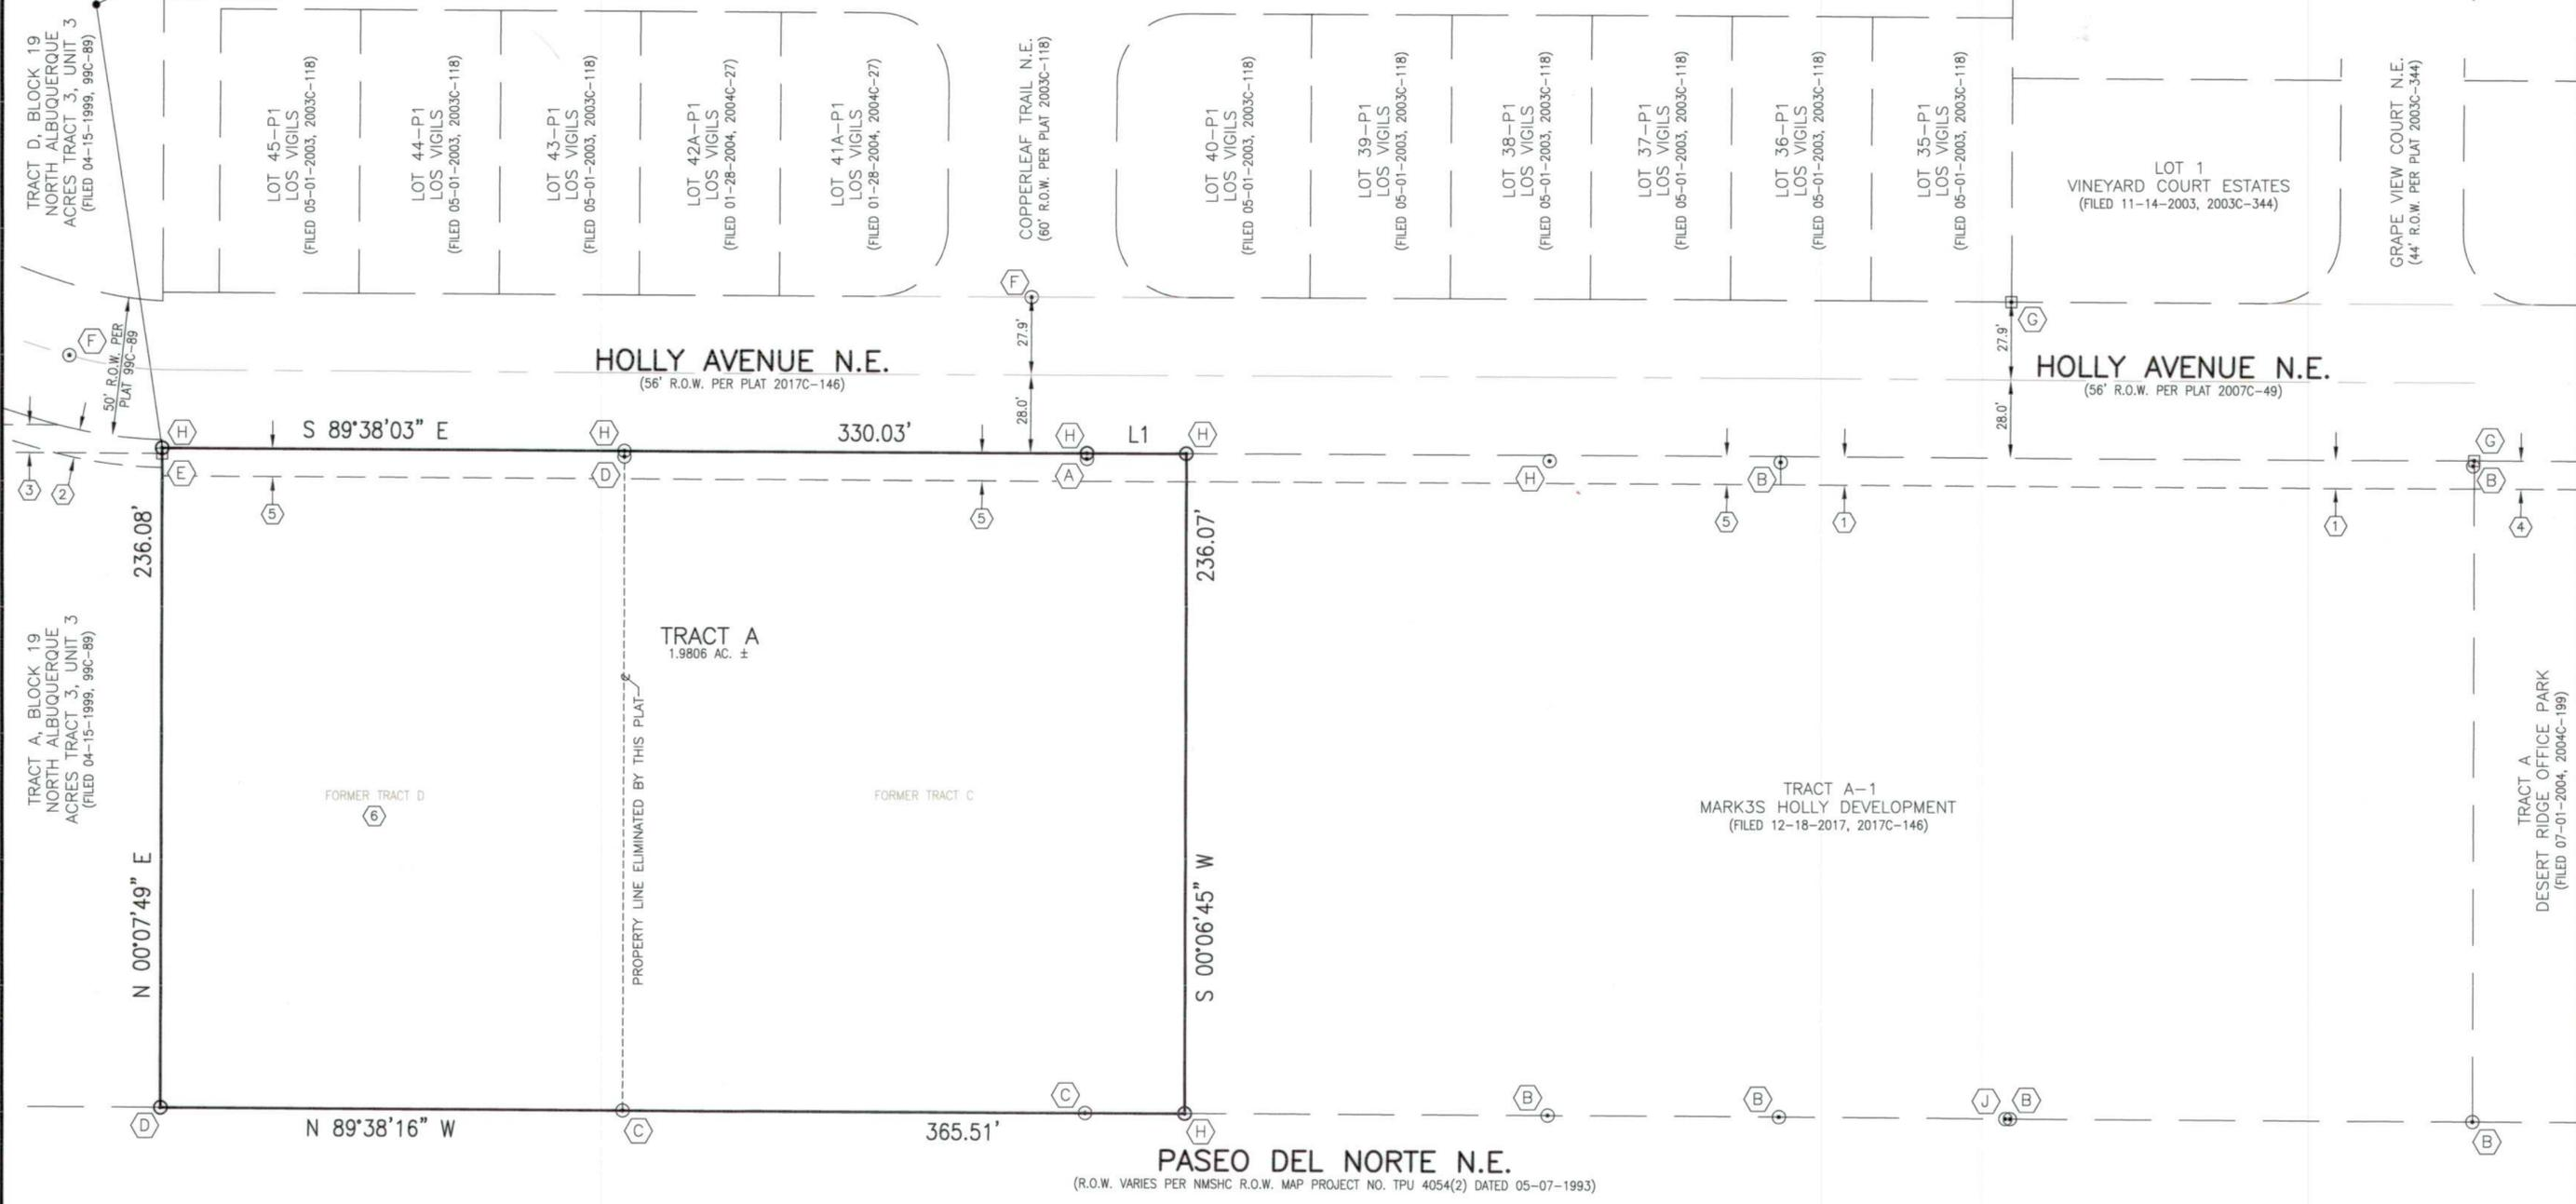 TRACT D, BLOCK 19
NORTH ALBUQUERQUE
ACRES TRACT 3, UNIT 3
(FILED 04-15-1999, 99C-89)
LOT 45-P1
LOS VIGILS
(FILED 05-01-2003, 2003C-118)
LOT 44-P1
LOS VIGILS
(FILED 05-01-2003, 2003C-118)
LOT 43-P1
LOS VIGILS
(FILED 05-01-2003, 2003C-118)
LOT 42A-P1
LOS VIGILS
(FILED 01-28-2004, 2004C-27)
LOT 41A-P1
LOS VIGILS
(FILED 01-28-2004, 2004C-27)
COPPERLEAF TRAIL N.E.
(60' R.O.W. PER PLAT 2003C-118)
LOT 40-P1
LOS VIGILS
(FILED 05-01-2003, 2003C-118)
LOT 39-P1
LOS VIGILS
(FILED 05-01-2003, 2003C-118)
LOT 38-P1
LOS VIGILS
(FILED 05-01-2003, 2003C-118)
LOT 37-P1
LOS VIGILS
(FILED 05-01-2003, 2003C-118)
LOT 36-P1
LOS VIGILS
(FILED 05-01-2003, 2003C-118)
LOT 35-P1
LOS VIGILS
(FILED 05-01-2003, 2003C-118)
LOT 1
VINEYARD COURT ESTATES
(FILED 11-14-2003, 2003C-344)
GRAPE VIEW COURT N.E.
(44' R.O.W. PER PLAT 2003C-344)
F
F
G
50' R.O.W. PER
PLAT 99C-89
27.9'
27.9'
HOLLY AVENUE N.E.
(56' R.O.W. PER PLAT 2017C-146)
HOLLY AVENUE N.E.
(56' R.O.W. PER PLAT 2007C-49)
28.0'
28.0'
H
S 89°38'03" E
H
330.03'
H
L1
H
G
3
2
E
D
A
H
B
B
5
5
5
1
1
4
236.08'
236.07'
TRACT A
1.9806 AC. ±
TRACT A, BLOCK 19
NORTH ALBUQUERQUE
ACRES TRACT 3, UNIT 3
(FILED 04-15-1999, 99C-89)
PROPERTY LINE ELIMINATED BY THIS PLAT
FORMER TRACT D
6
FORMER TRACT C
TRACT A-1
MARK3S HOLLY DEVELOPMENT
(FILED 12-18-2017, 2017C-146)
TRACT A
DESERT RIDGE OFFICE PARK
(FILED 07-01-2004, 2004C-199)
N 00°07'49" E
S 00°06'45" W
C
B
B
J
B
D
N 89°38'16" W
C
365.51'
H
B
PASEO DEL NORTE N.E.
(R.O.W. VARIES PER NMSHC R.O.W. MAP PROJECT NO. TPU 4054(2) DATED 05-07-1993)